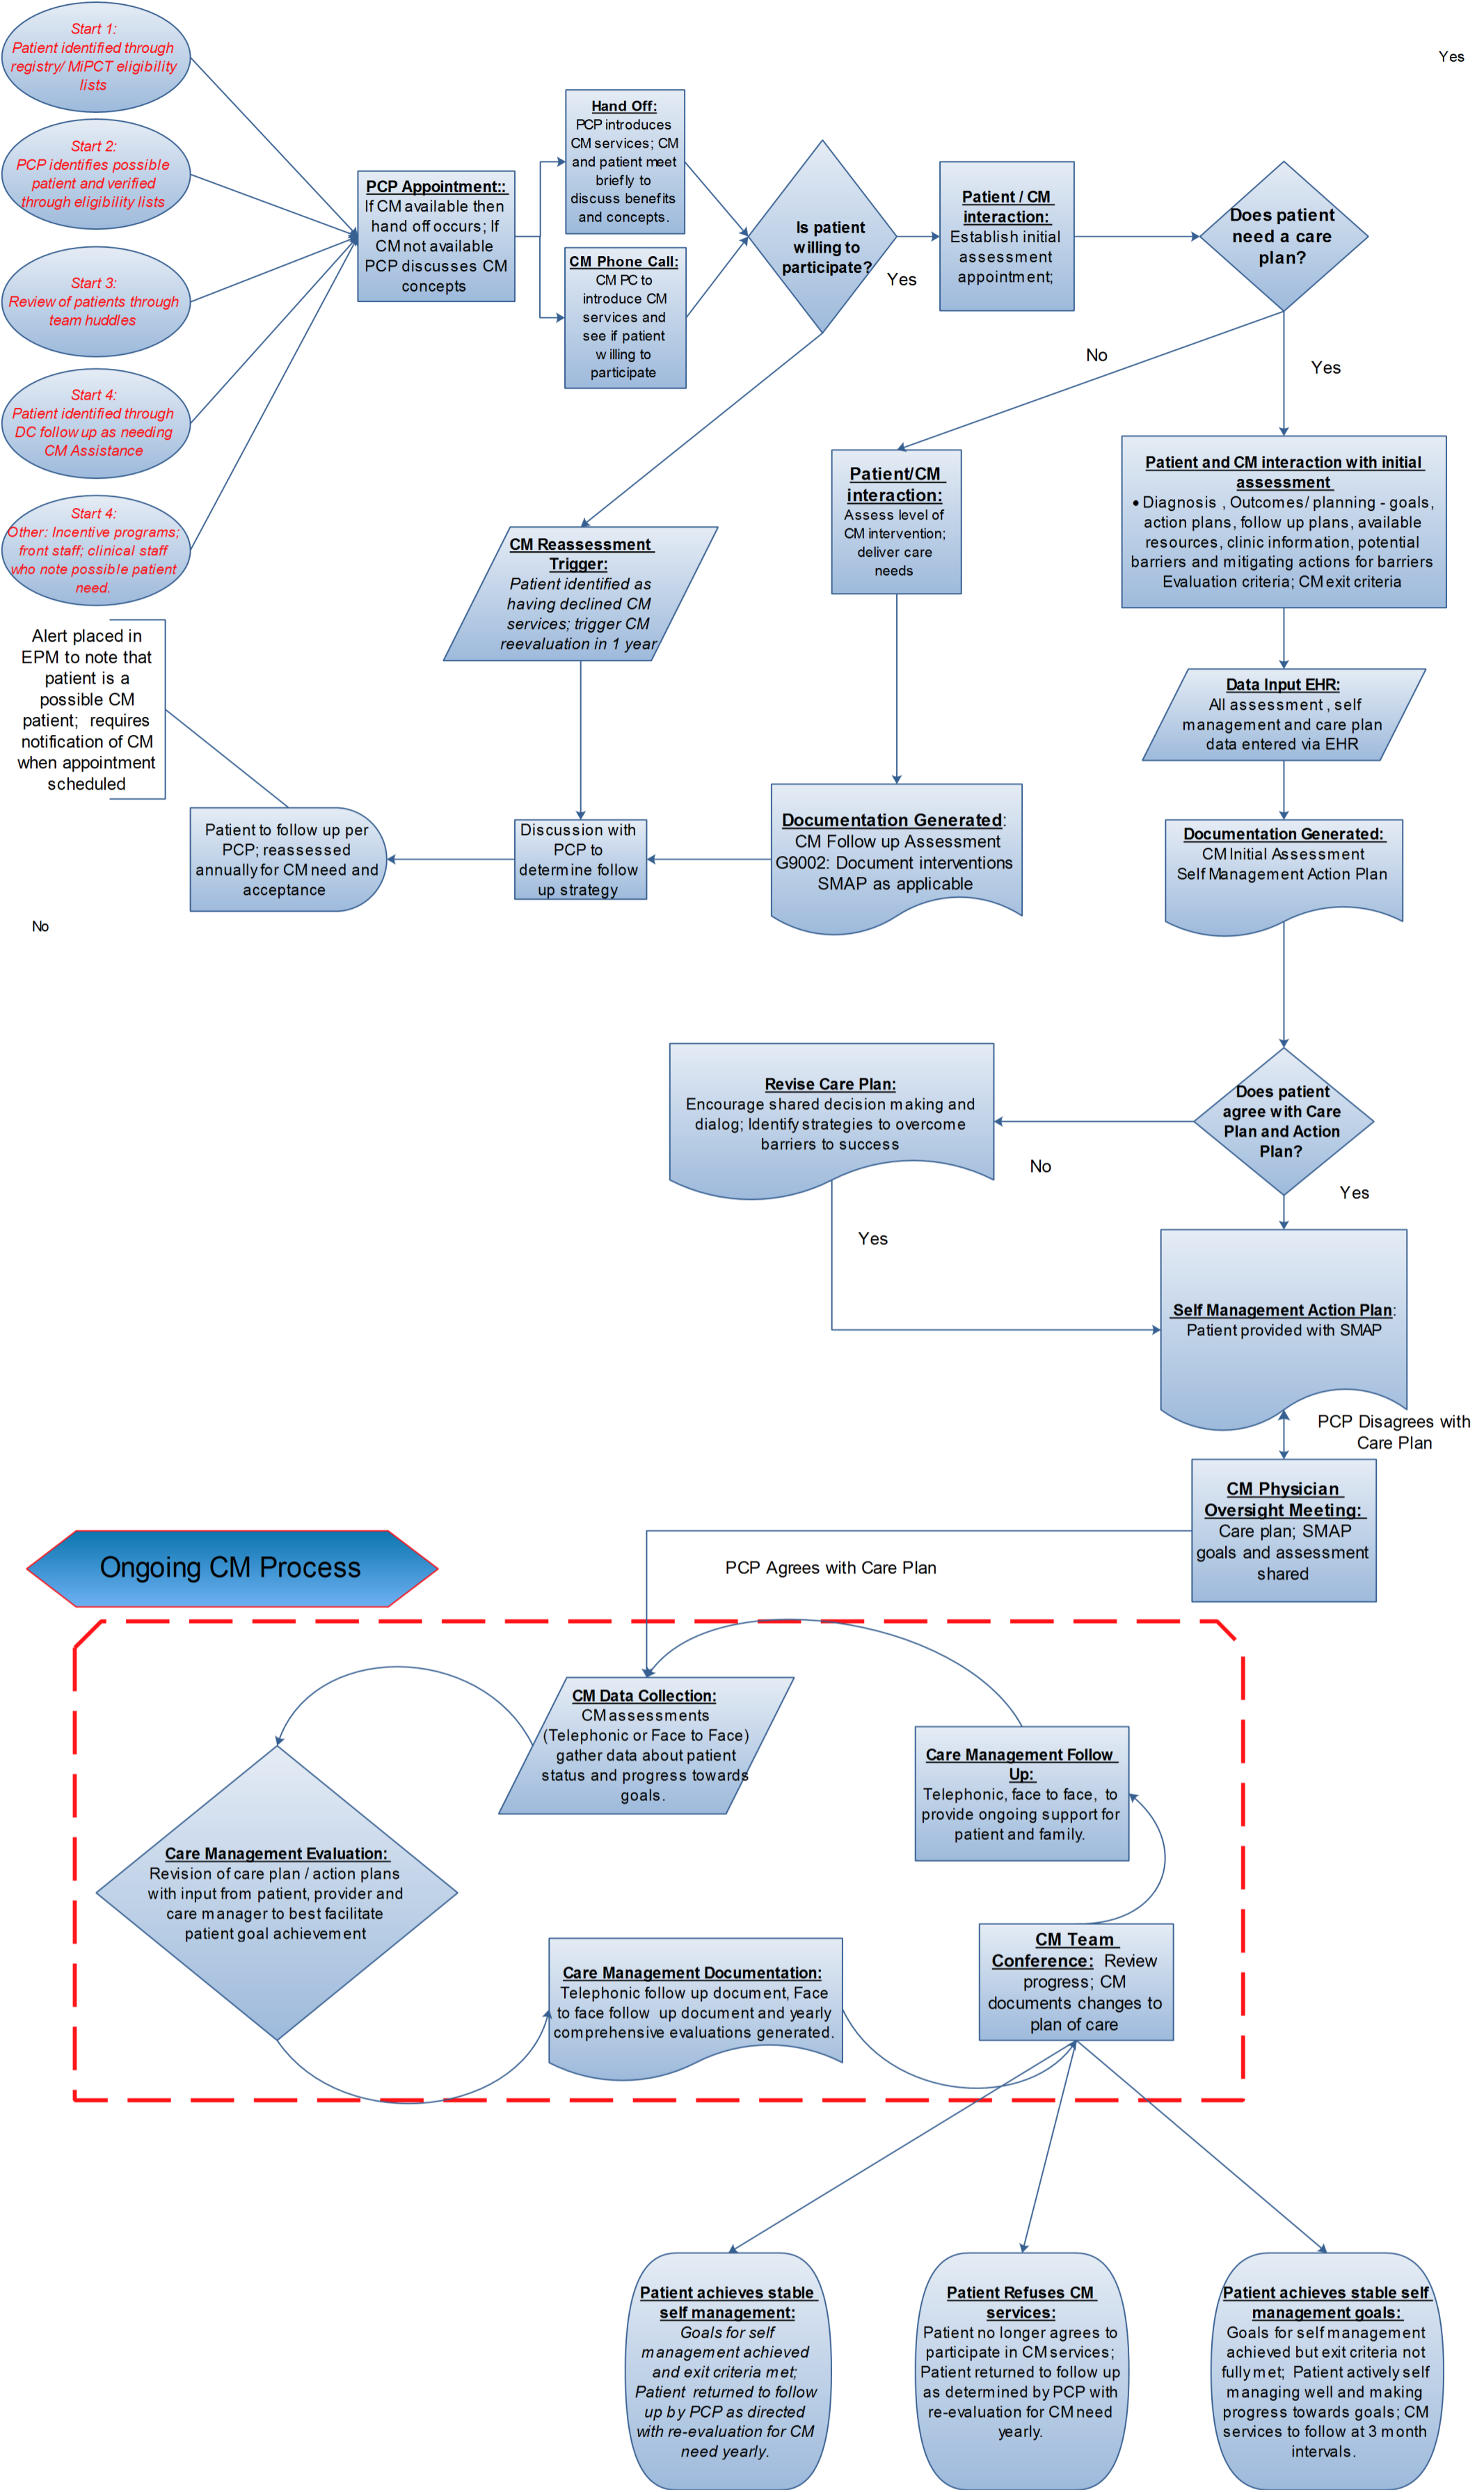 Start 1:
Patient identified through
registry/ MiPCT eligibility
lists
Yes
Start 2:
PCP identifies possible
patient and verified
through eligibility lists
Start 3:
Review of patients through
team huddles
Start 4:
Patient identified through
DC follow up as needing
CM Assistance
Start 4:
Other: Incentive programs;
front staff; clinical staff
who note possible patient
need.
PCP Appointment::
If CM available then
hand off occurs; If
CM not available
PCP discusses CM
concepts
Hand Off:
PCP introduces
CM services; CM
and patient meet
briefly to
discuss benefits
and concepts.
CM Phone Call:
CM PC to
introduce CM
services and
see if patient
willing to
participate
Is patient
willing to
participate?
Yes
Patient / CM
interaction:
Establish initial
assessment
appointment;
Does patient
need a care
plan?
No
Yes
Patient/CM
interaction:
Assess level of
CM intervention;
deliver care
needs
Patient and CM interaction with initial
assessment
• Diagnosis , Outcomes/ planning - goals,
action plans, follow up plans, available
resources, clinic information, potential
barriers and mitigating actions for barriers
Evaluation criteria; CM exit criteria
CM Reassessment
Trigger:
Patient identified as
having declined CM
services; trigger CM
reevaluation in 1 year
Alert placed in
EPM to note that
patient is a
possible CM
patient; requires
notification of CM
when appointment
scheduled
Data Input EHR:
All assessment , self
management and care plan
data entered via EHR
Patient to follow up per
PCP; reassessed
annually for CM need and
acceptance
Discussion with
PCP to
determine follow
up strategy
Documentation Generated:
CM Follow up Assessment
G9002: Document interventions
SMAP as applicable
Documentation Generated:
CM Initial Assessment
Self Management Action Plan
No
Revise Care Plan:
Encourage shared decision making and
dialog; Identify strategies to overcome
barriers to success
Does patient
agree with Care
Plan and Action
Plan?
No
Yes
Yes
Self Management Action Plan:
Patient provided with SMAP
PCP Disagrees with
Care Plan
CM Physician
Oversight Meeting:
Care plan; SMAP
goals and assessment
shared
Ongoing CM Process
PCP Agrees with Care Plan
CM Data Collection:
CM assessments
(Telephonic or Face to Face)
gather data about patient
status and progress towards
goals.
Care Management Follow
Up:
Telephonic, face to face, to
provide ongoing support for
patient and family.
Care Management Evaluation:
Revision of care plan / action plans
with input from patient, provider and
care manager to best facilitate
patient goal achievement
Care Management Documentation:
Telephonic follow up document, Face
to face follow up document and yearly
comprehensive evaluations generated.
CM Team
Conference: Review
progress; CM
documents changes to
plan of care
Patient achieves stable
self management:
Goals for self
management achieved
and exit criteria met;
Patient returned to follow
up by PCP as directed
with re-evaluation for CM
need yearly.
Patient Refuses CM
services:
Patient no longer agrees to
participate in CM services;
Patient returned to follow up
as determined by PCP with
re-evaluation for CM need
yearly.
Patient achieves stable self
management goals:
Goals for self management
achieved but exit criteria not
fully met; Patient actively self
managing well and making
progress towards goals; CM
services to follow at 3 month
intervals.